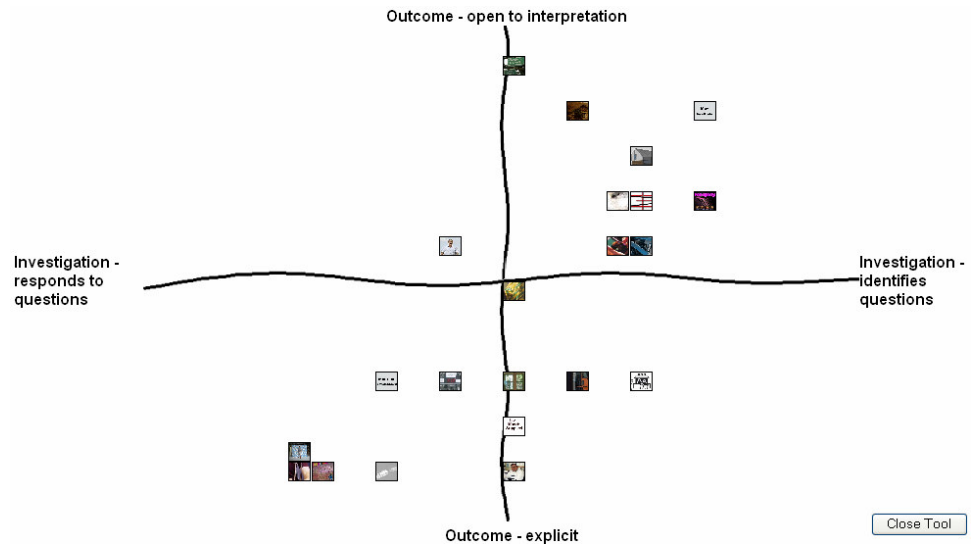 Outcome - open to interpretation
Investigation -
responds to
questions
Investigation -
identifies
questions
Outcome - explicit
Close Tool